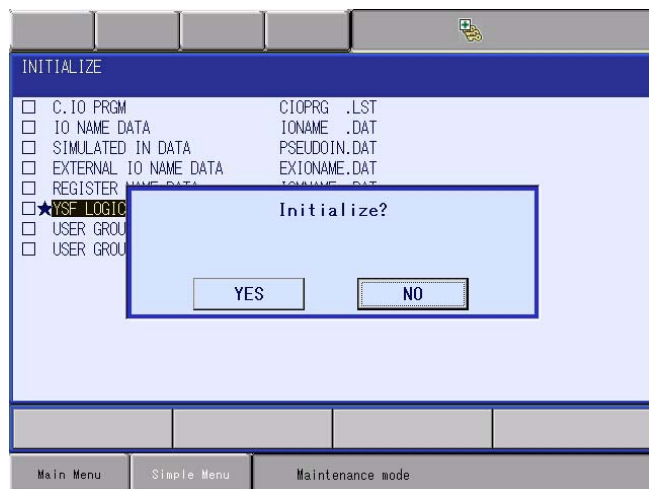 INITIALIZE
C.IO PRGM CIOPRG .LST
IO NAME DATA IONAME .DAT
SIMULATED IN DATA PSEUDOIN.DAT
EXTERNAL IO NAME DATA EXIONAME.DAT
REGISTER
★YSF LOGIC
USER GROU
USER GROU
Initialize?
YES NO
Main Menu Simple Menu Maintenance mode